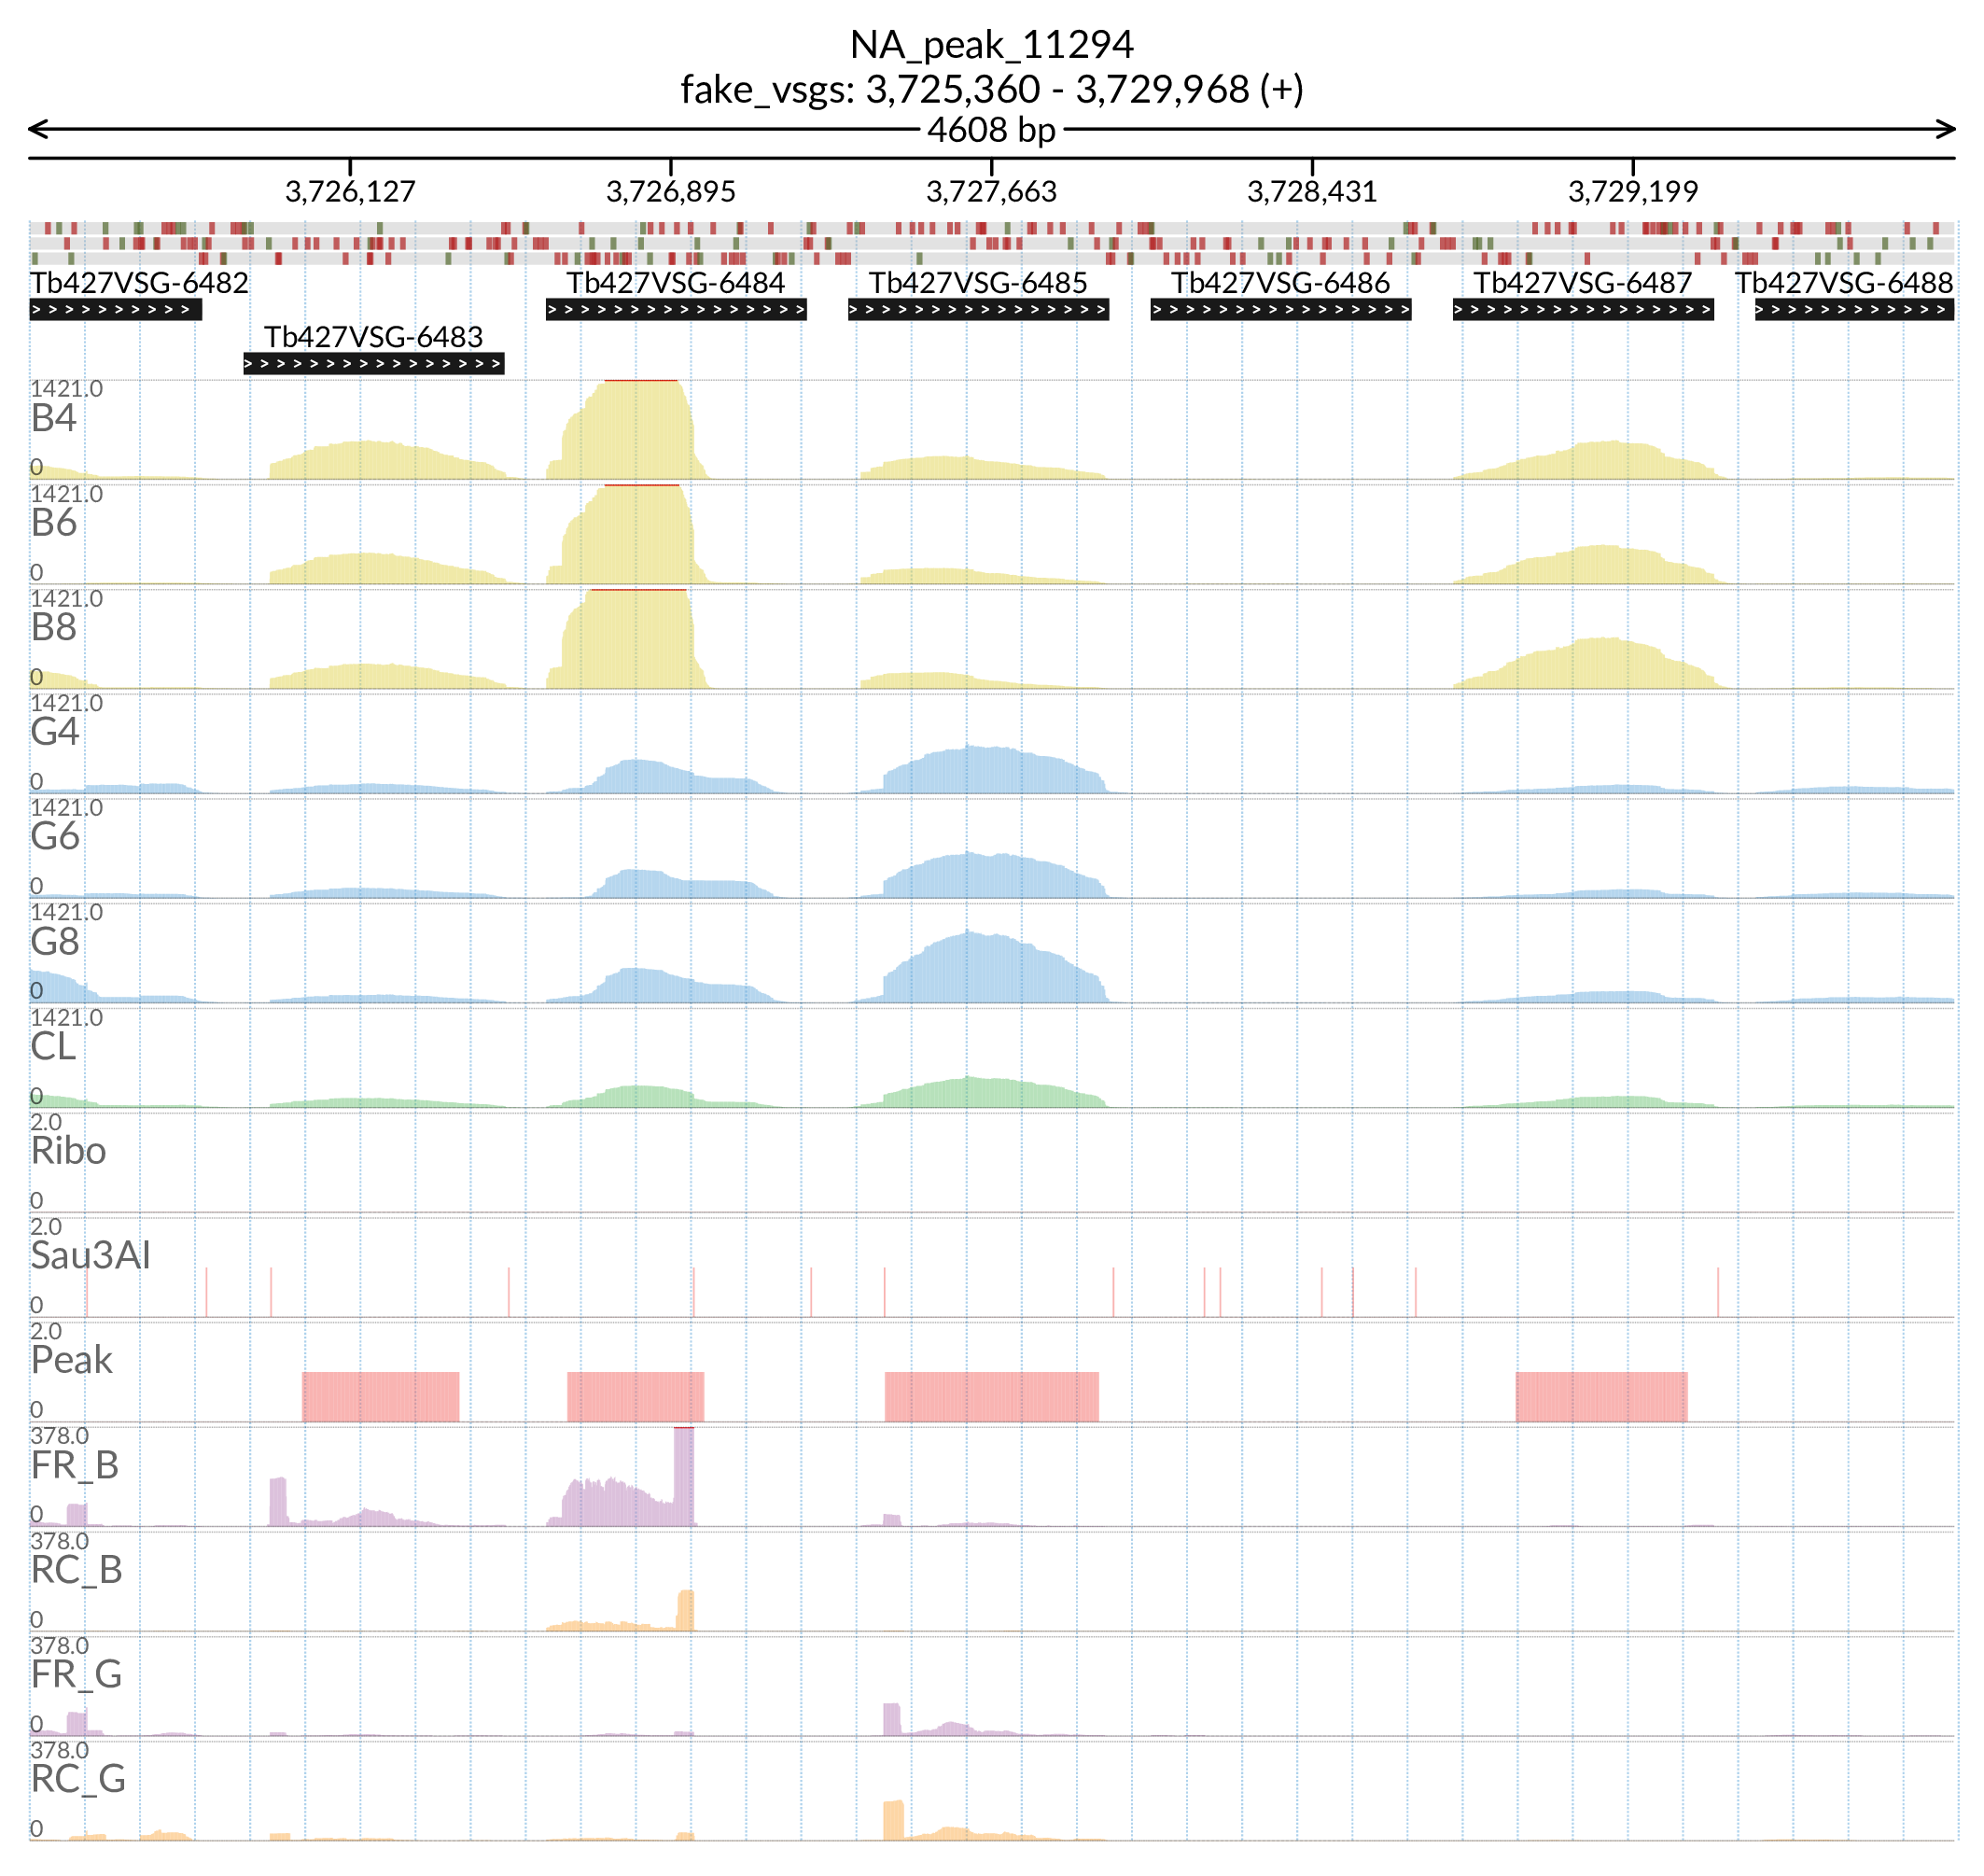 NA_peak_11294
fake_vsgs: 3,725,360 - 3,729,968 (+)
4608 bp
3,726,127 3,726,895 3,727,663 3,728,431 3,729,199
Tb427VSG-6482 Tb427VSG-6484 Tb427VSG-6485 Tb427VSG-6486 Tb427VSG-6487 Tb427VSG-6488
Tb427VSG-6483
1421.0
B4
0
1421.0
B6
0
1421.0
B8
0
1421.0
G4
0
1421.0
G6
0
1421.0
G8
0
1421.0
CL
0
2.0
Ribo
0
2.0
Sau3AI
0
2.0
Peak
0
378.0
FR_B
0
378.0
RC_B
0
378.0
FR_G
0
378.0
RC_G
0